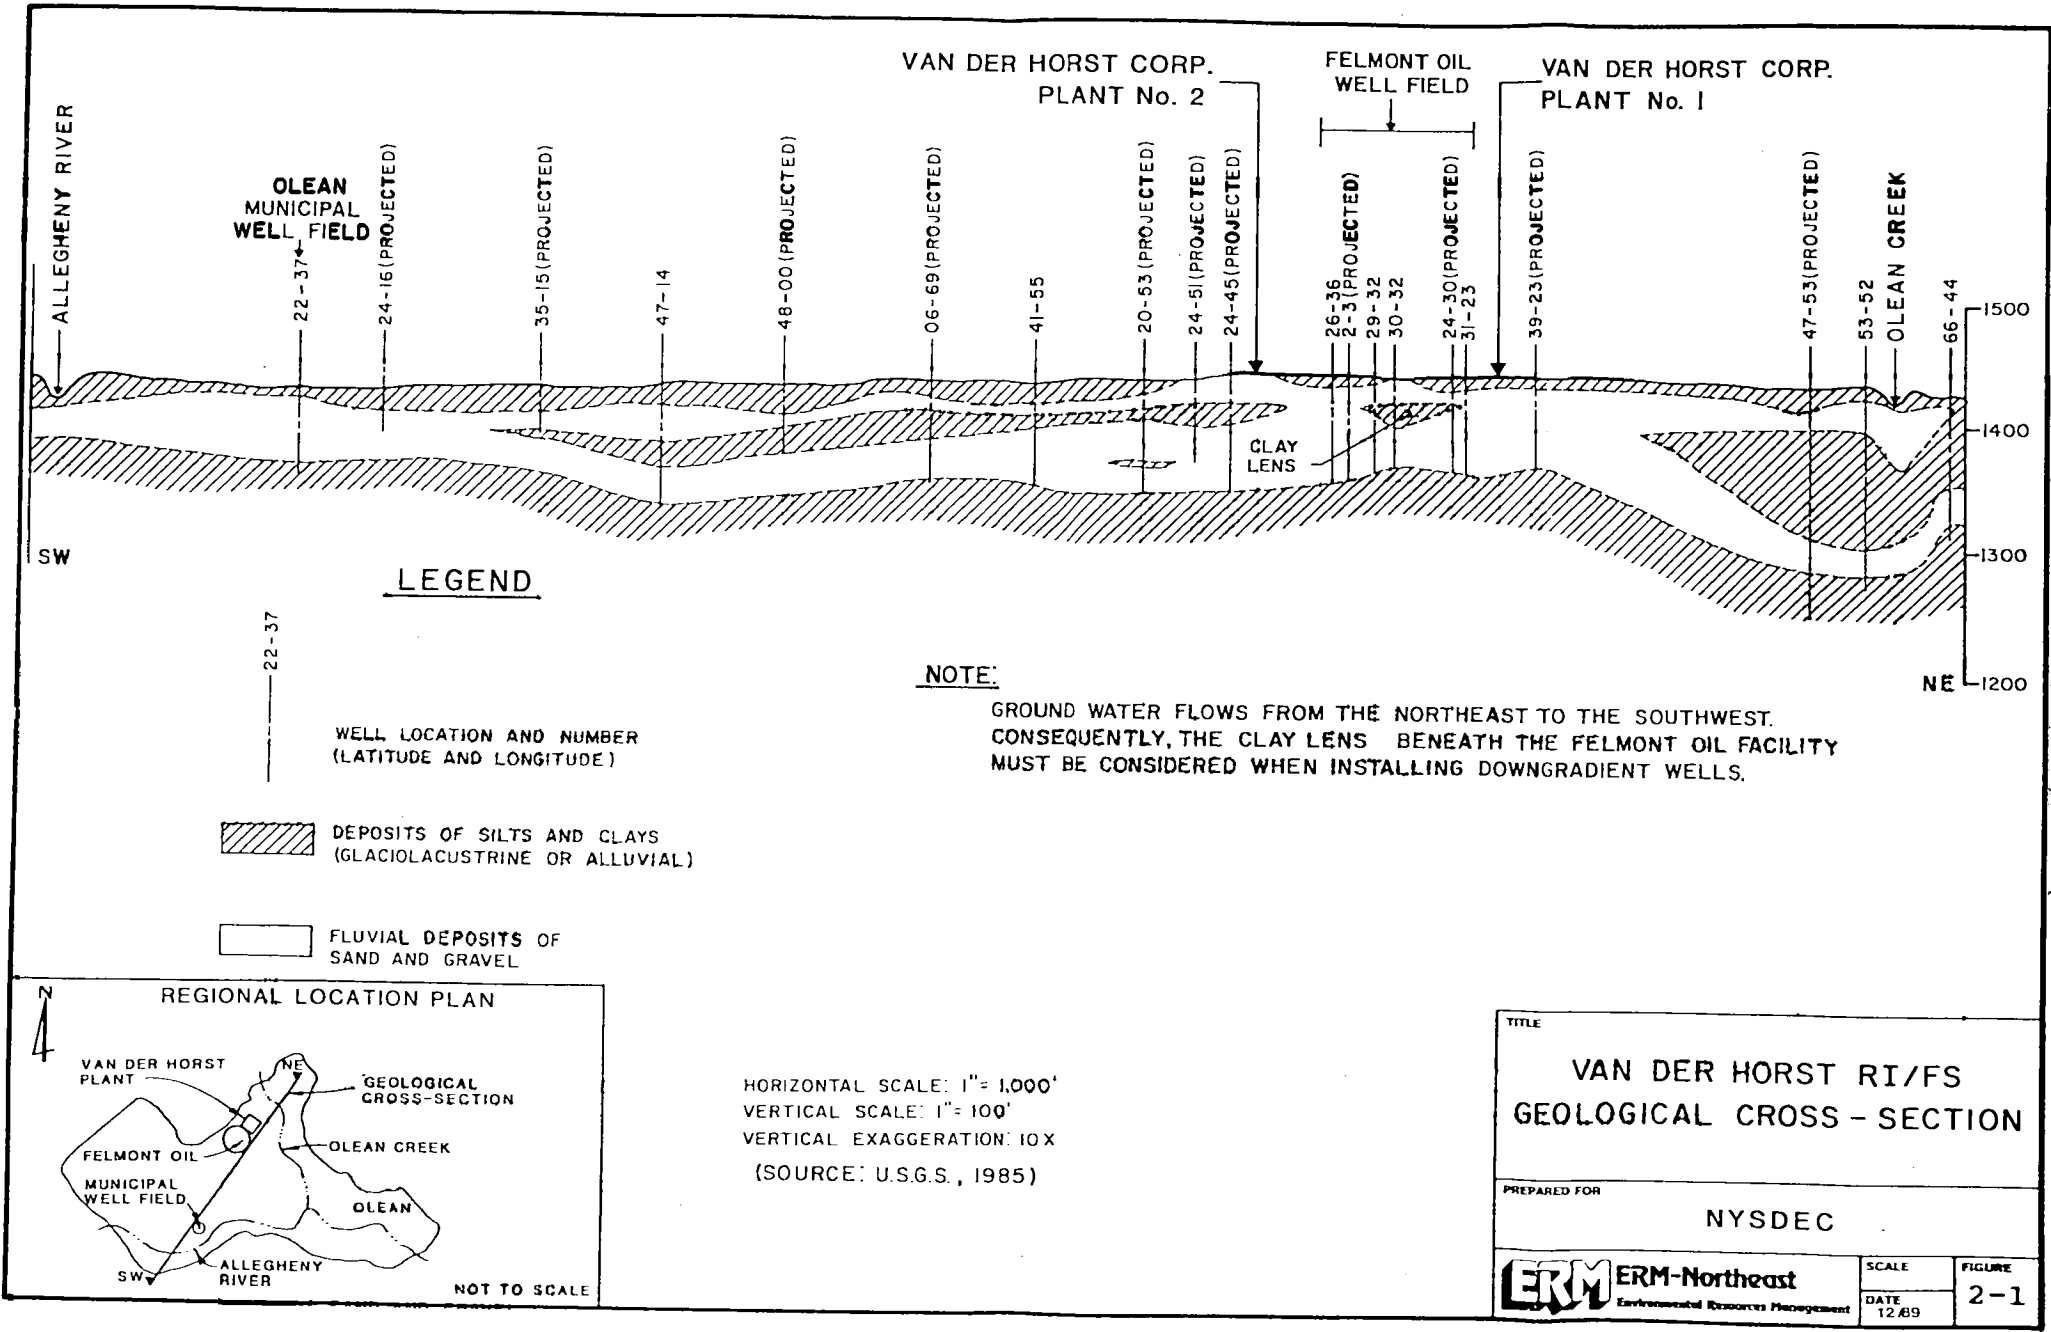 VAN DER HORST CORP.
PLANT No. 2
FELMONT OIL
WELL FIELD
VAN DER HORST CORP.
PLANT No. 1
ALLEGHENY RIVER
OLEAN
MUNICIPAL
WELL FIELD
22-37
24-16 (PROJECTED)
35-15 (PROJECTED)
47-14
48-00 (PROJECTED)
06-69 (PROJECTED)
41-55
20-53 (PROJECTED)
24-51 (PROJECTED)
24-45 (PROJECTED)
26-36
2-3 (PROJECTED)
29-32
30-32
24-30 (PROJECTED)
31-23
39-23 (PROJECTED)
47-53 (PROJECTED)
53-52
OLEAN CREEK
66-44
1500
1400
1300
1200
CLAY
LENS
SW
NE
LEGEND
22-37
WELL LOCATION AND NUMBER
(LATITUDE AND LONGITUDE)
DEPOSITS OF SILTS AND CLAYS
(GLACIOLACUSTRINE OR ALLUVIAL)
FLUVIAL DEPOSITS OF
SAND AND GRAVEL
NOTE:
GROUND WATER FLOWS FROM THE NORTHEAST TO THE SOUTHWEST.
CONSEQUENTLY, THE CLAY LENS BENEATH THE FELMONT OIL FACILITY
MUST BE CONSIDERED WHEN INSTALLING DOWNGRADIENT WELLS.
N
REGIONAL LOCATION PLAN
VAN DER HORST
PLANT
NE
GEOLOGICAL
CROSS-SECTION
OLEAN CREEK
FELMONT OIL
MUNICIPAL
WELL FIELD
OLEAN
SW
ALLEGHENY
RIVER
NOT TO SCALE
HORIZONTAL SCALE: 1"= 1,000'
VERTICAL SCALE: 1"= 100'
VERTICAL EXAGGERATION: 10 X
(SOURCE: U.S.G.S., 1985)
TITLE
VAN DER HORST RI/FS
GEOLOGICAL CROSS-SECTION
PREPARED FOR
NYSDEC
ERM
ERM-Northeast
Environmental Resources Management
SCALE
DATE
12/89
FIGURE
2-1